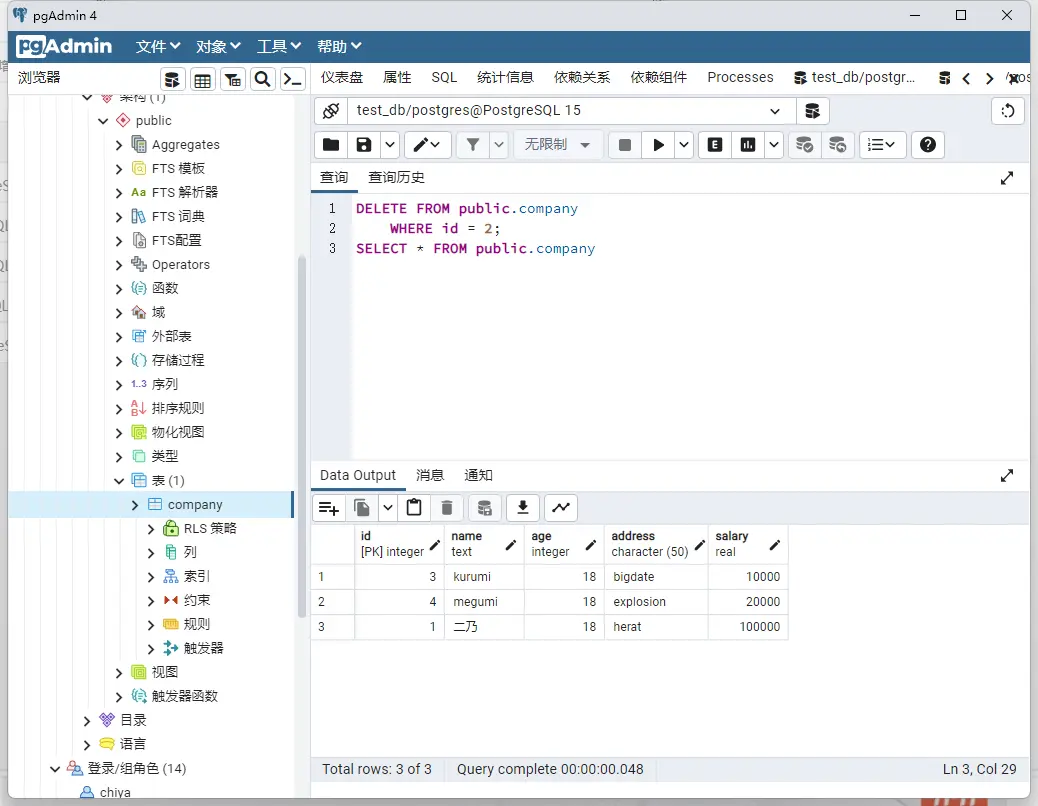 pgAdmin 4
pgAdmin 文件 对象 工具 帮助
浏览器
仪表盘 属性 SQL 统计信息 依赖关系 依赖组件 Processes test_db/postgr...
架构 (1)
public
Aggregates
FTS 模板
Aa FTS 解析器
FTS 词典
FTS配置
Operators
函数
域
外部表
存储过程
1..3 序列
排序规则
物化视图
类型
表 (1)
company
RLS 策略
列
索引
约束
规则
触发器
视图
触发器函数
目录
语言
登录/组角色 (14)
chiya
test_db/postgres@PostgreSQL 15
无限制 E
查询 查询历史
1 DELETE FROM public.company
2 WHERE id = 2;
3 SELECT * FROM public.company
Data Output 消息 通知
id name age address salary
[PK] integer text integer character (50) real
1 3 kurumi 18 bigdate 10000
2 4 megumi 18 explosion 20000
3 1 二乃 18 herat 100000
Total rows: 3 of 3 Query complete 00:00:00.048 Ln 3, Col 29